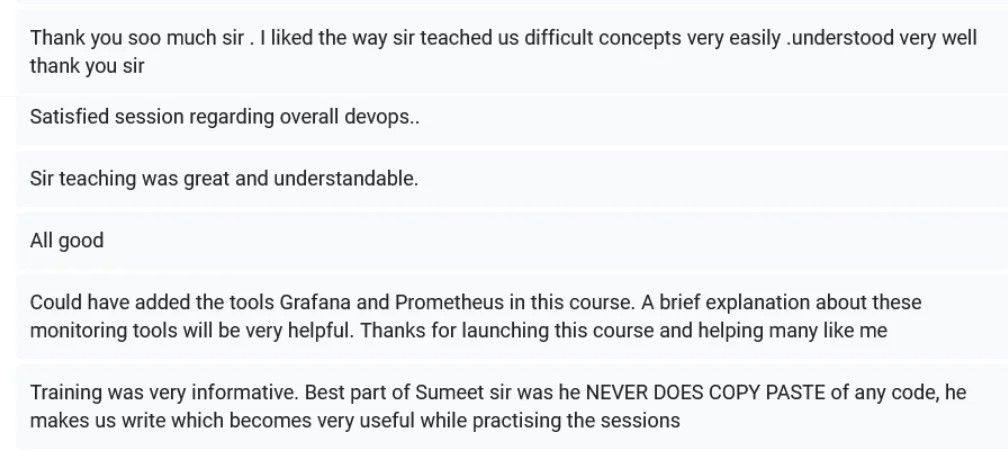 Thank you soo much sir . I liked the way sir teached us difficult concepts very easily .understood very well
thank you sir
Satisfied session regarding overall devops..
Sir teaching was great and understandable.
All good
Could have added the tools Grafana and Prometheus in this course. A brief explanation about these
monitoring tools will be very helpful. Thanks for launching this course and helping many like me
Training was very informative. Best part of Sumeet sir was he NEVER DOES COPY PASTE of any code, he
makes us write which becomes very useful while practising the sessions